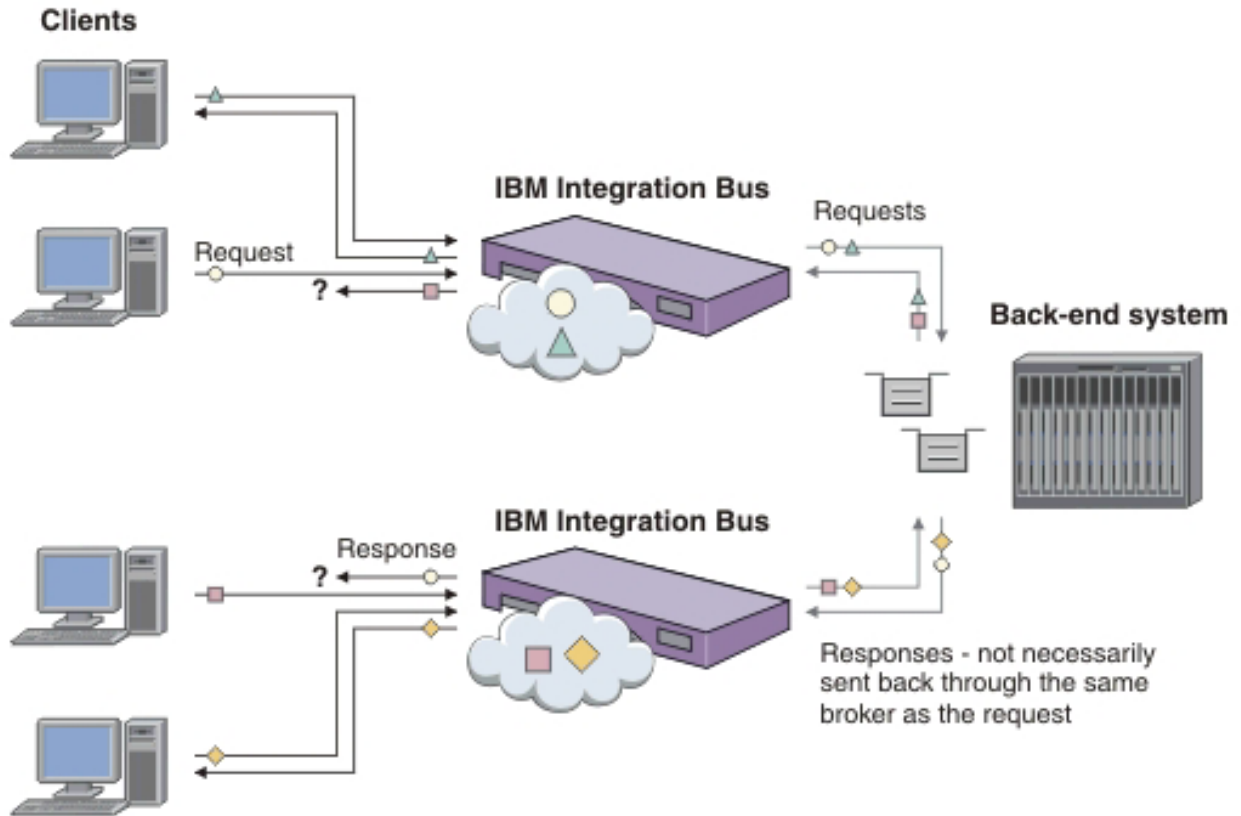 Clients
IBM Integration Bus
Requests
Request
?
Back-end system
IBM Integration Bus
Response
?
Responses - not necessarily
sent back through the same
broker as the request